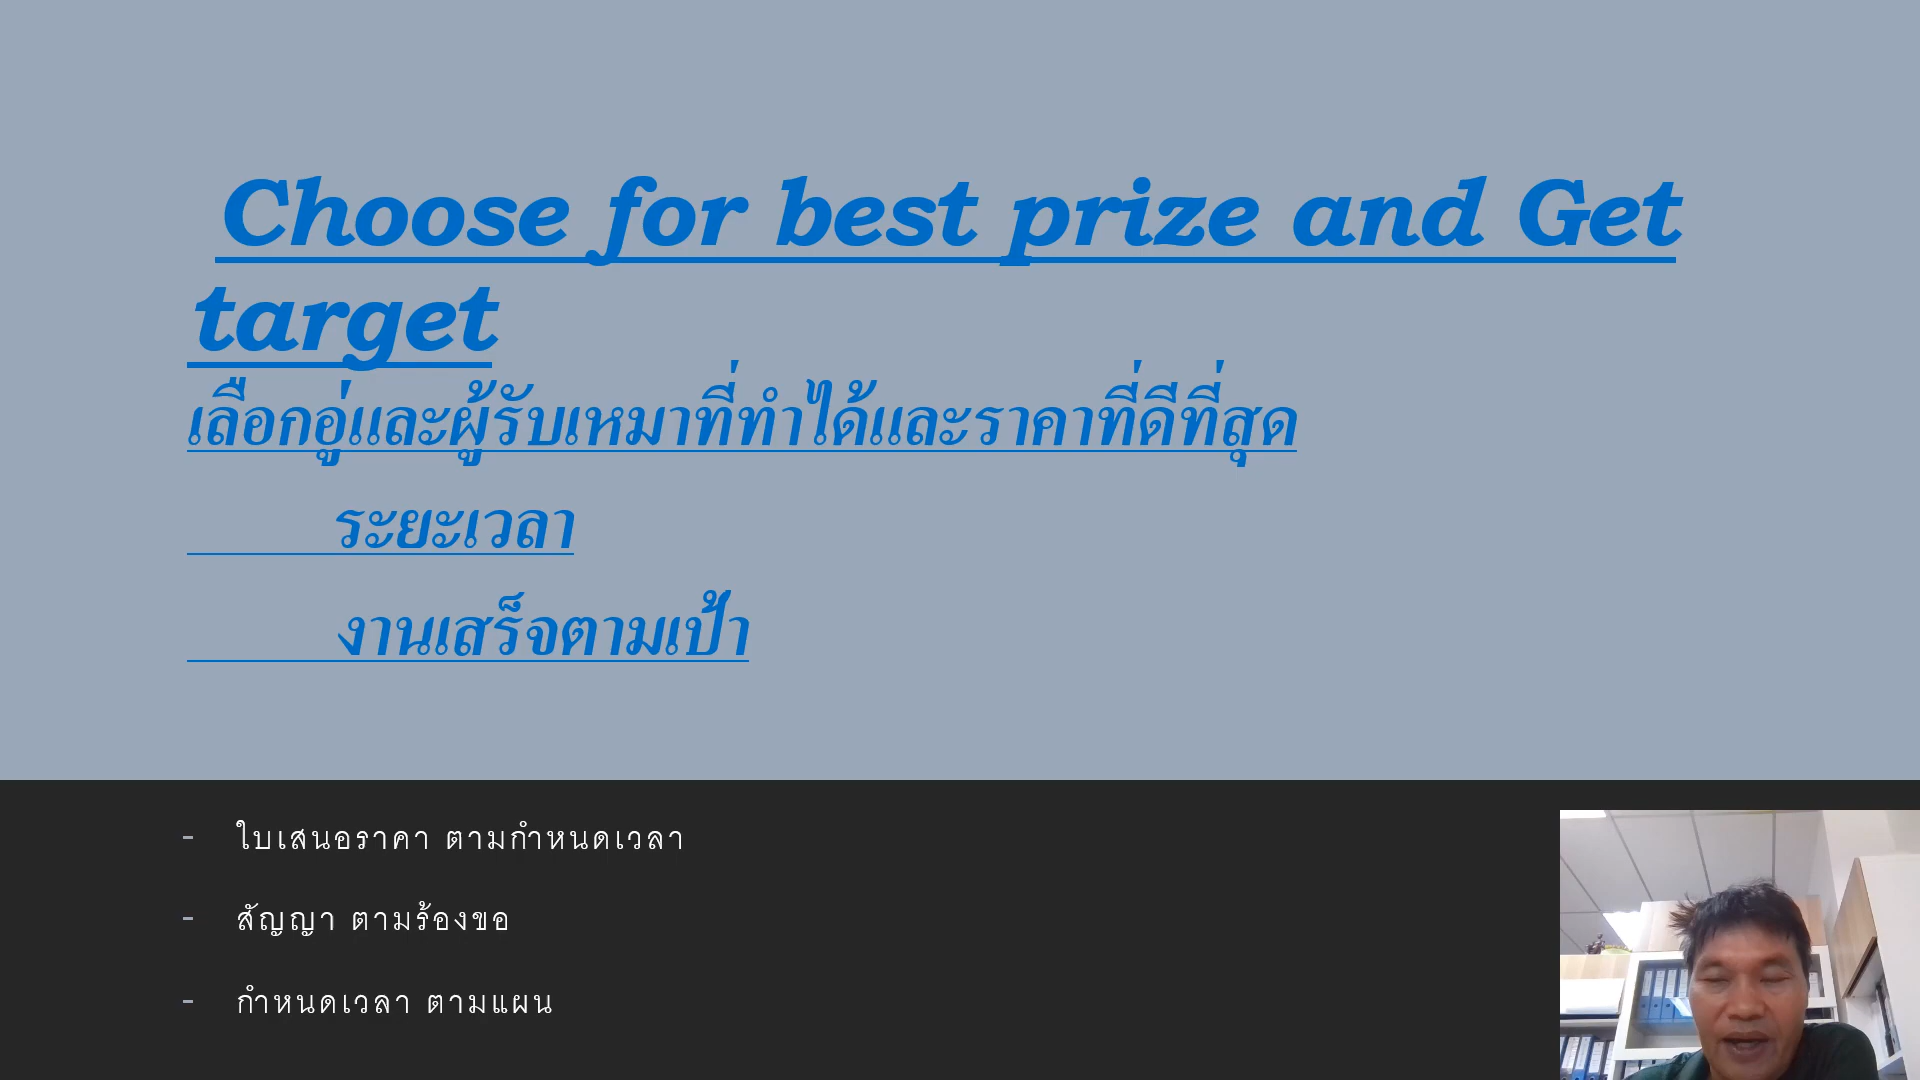 Choose for best prize and Get
target
เลือกอู่และผู้รับเหมาที่ทำได้และราคาที่ดีที่สุด
ระยะเวลา
งานเสร็จตามเป้า
- ใบเสนอราคา ตามกำหนดเวลา
- สัญญา ตามร้องขอ
- กำหนดเวลา ตามแผน